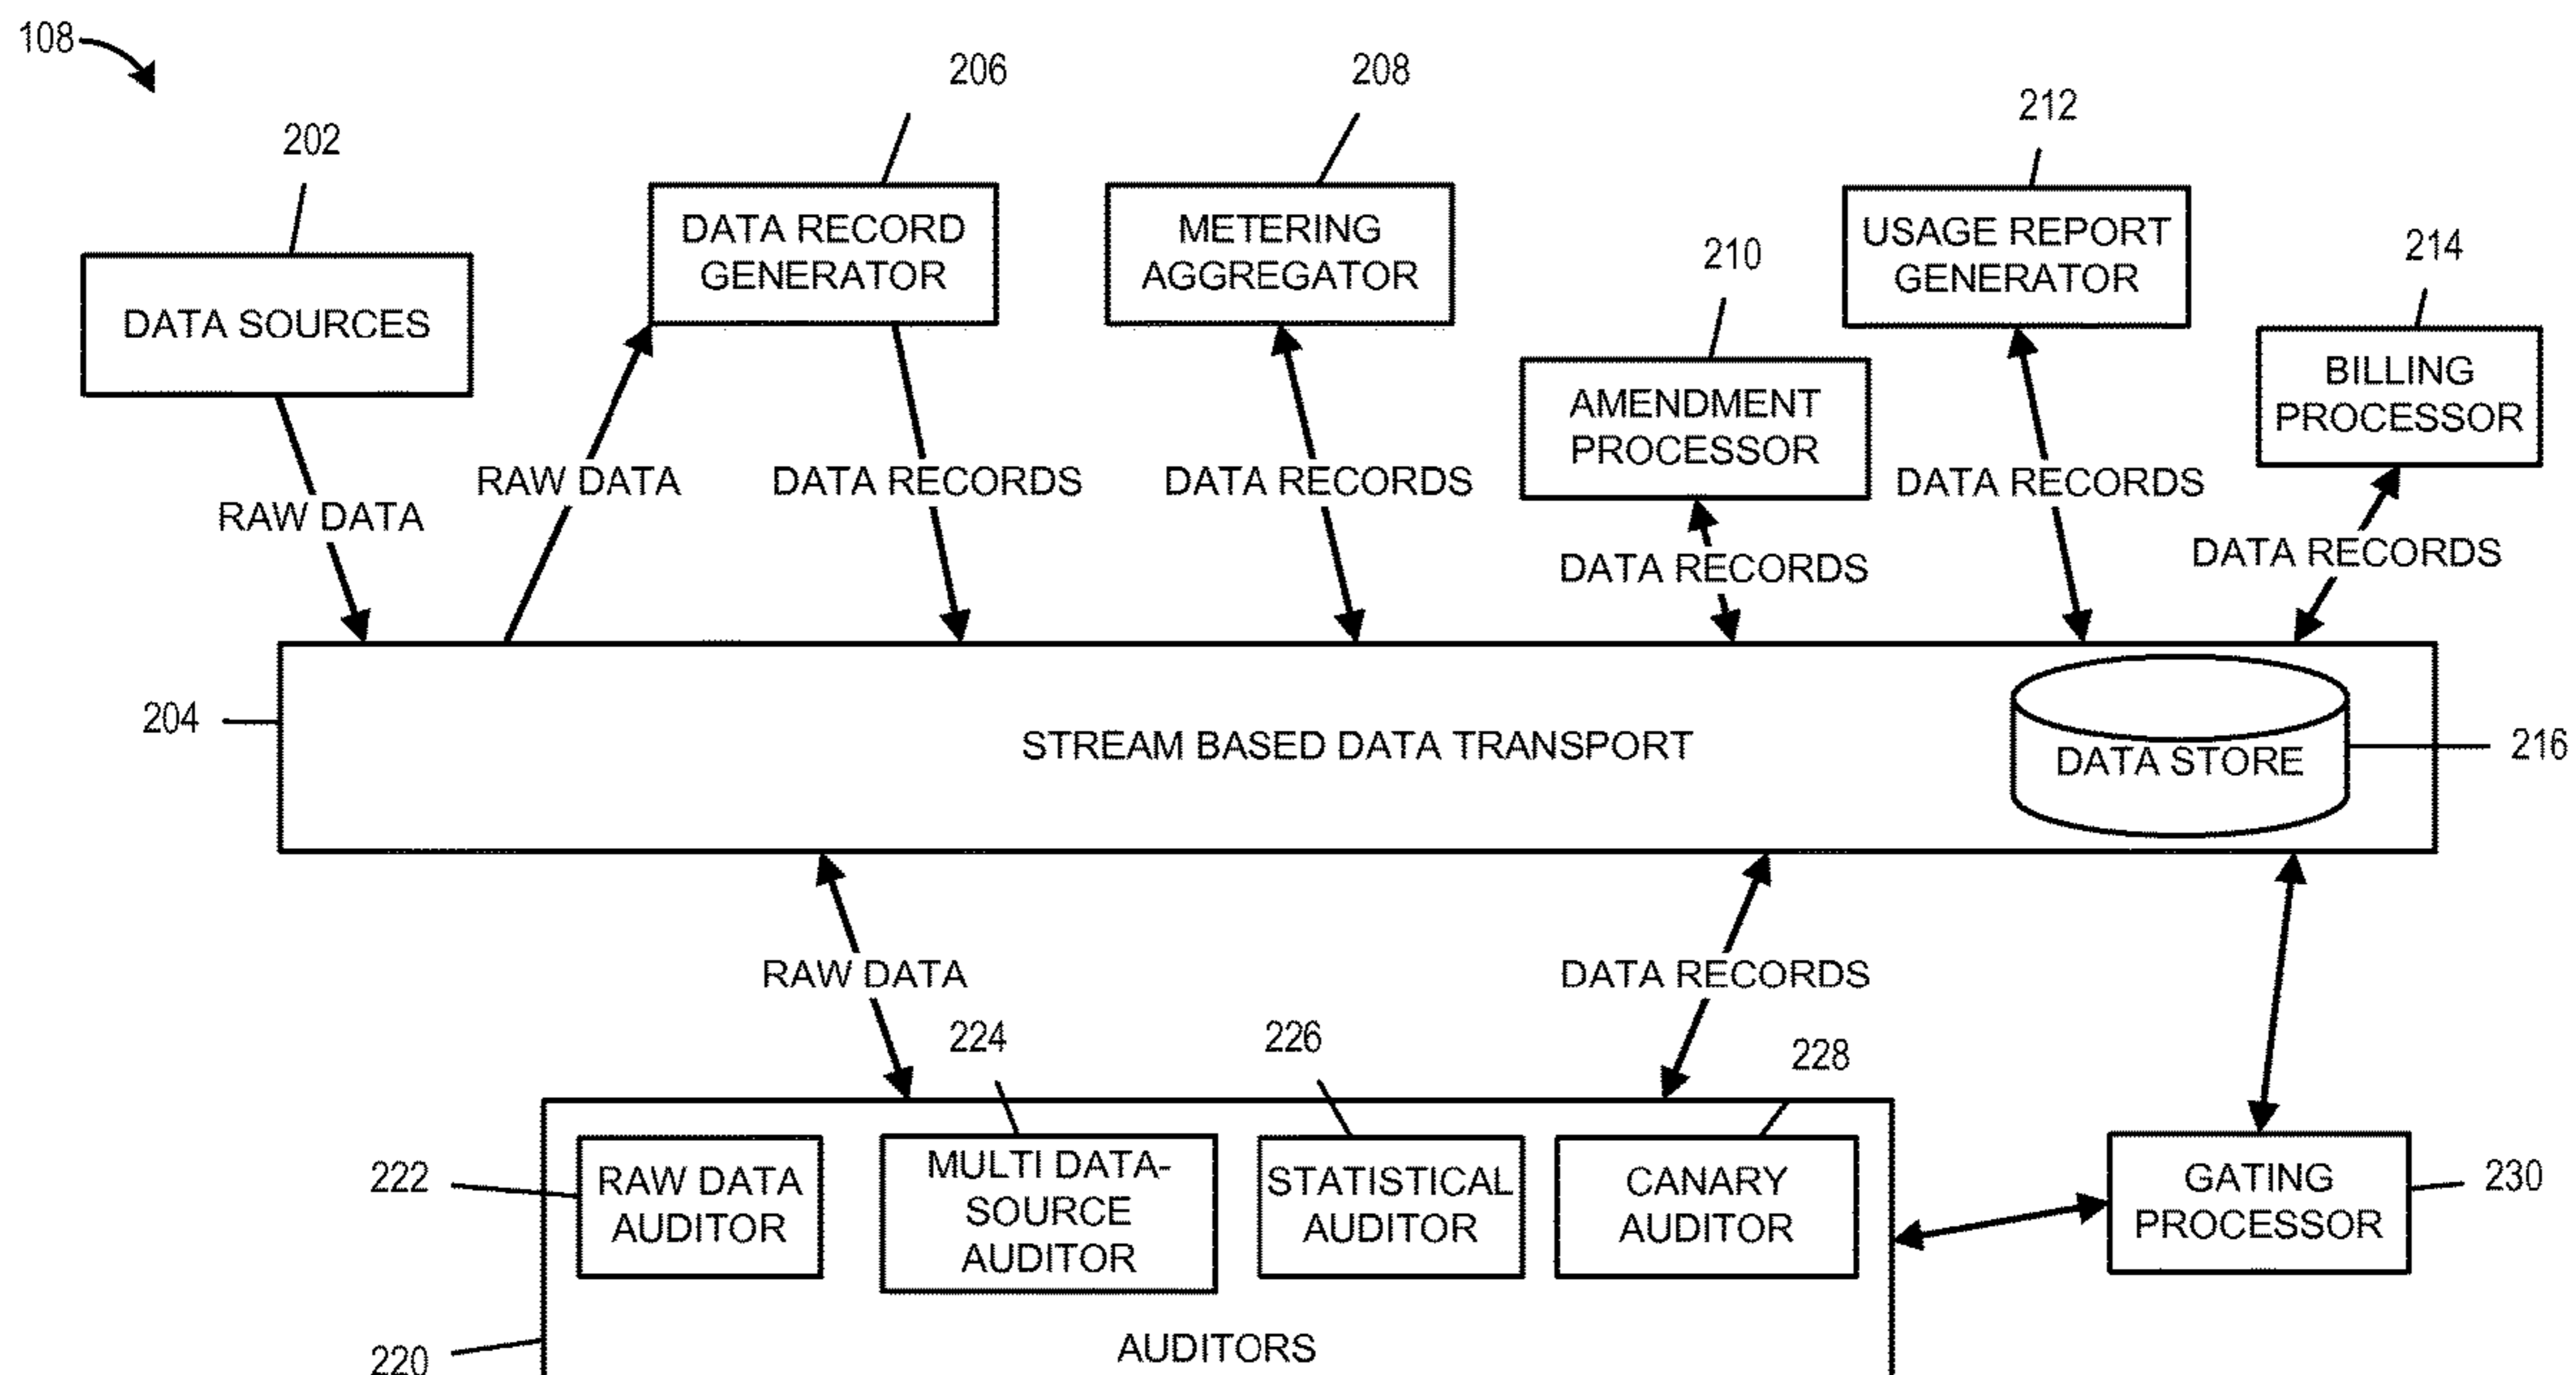 108
206
208
212
202
DATA RECORD
GENERATOR
METERING
AGGREGATOR
210
USAGE REPORT
GENERATOR
214
DATA SOURCES
AMENDMENT
PROCESSOR
BILLING
PROCESSOR
RAW DATA
RAW DATA
DATA RECORDS
DATA RECORDS
DATA RECORDS
DATA RECORDS
DATA RECORDS
204
STREAM BASED DATA TRANSPORT
DATA STORE
216
RAW DATA
DATA RECORDS
224
226
228
222
RAW DATA
AUDITOR
MULTI DATA-
SOURCE
AUDITOR
STATISTICAL
AUDITOR
CANARY
AUDITOR
GATING
PROCESSOR
230
220
AUDITORS